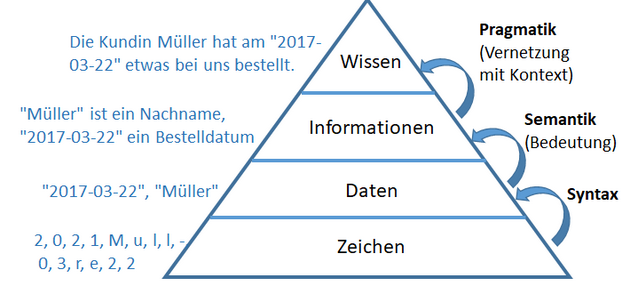 Die Kundin Müller hat am "2017-
03-22" etwas bei uns bestellt.
Wissen
Pragmatik
(Vernetzung
mit Kontext)
"Müller" ist ein Nachname,
"2017-03-22" ein Bestelldatum
Informationen
Semantik
(Bedeutung)
"2017-03-22", "Müller"
Daten
Syntax
2, 0, 2, 1, M, u, l, l, -
0, 3, r, e, 2, 2
Zeichen